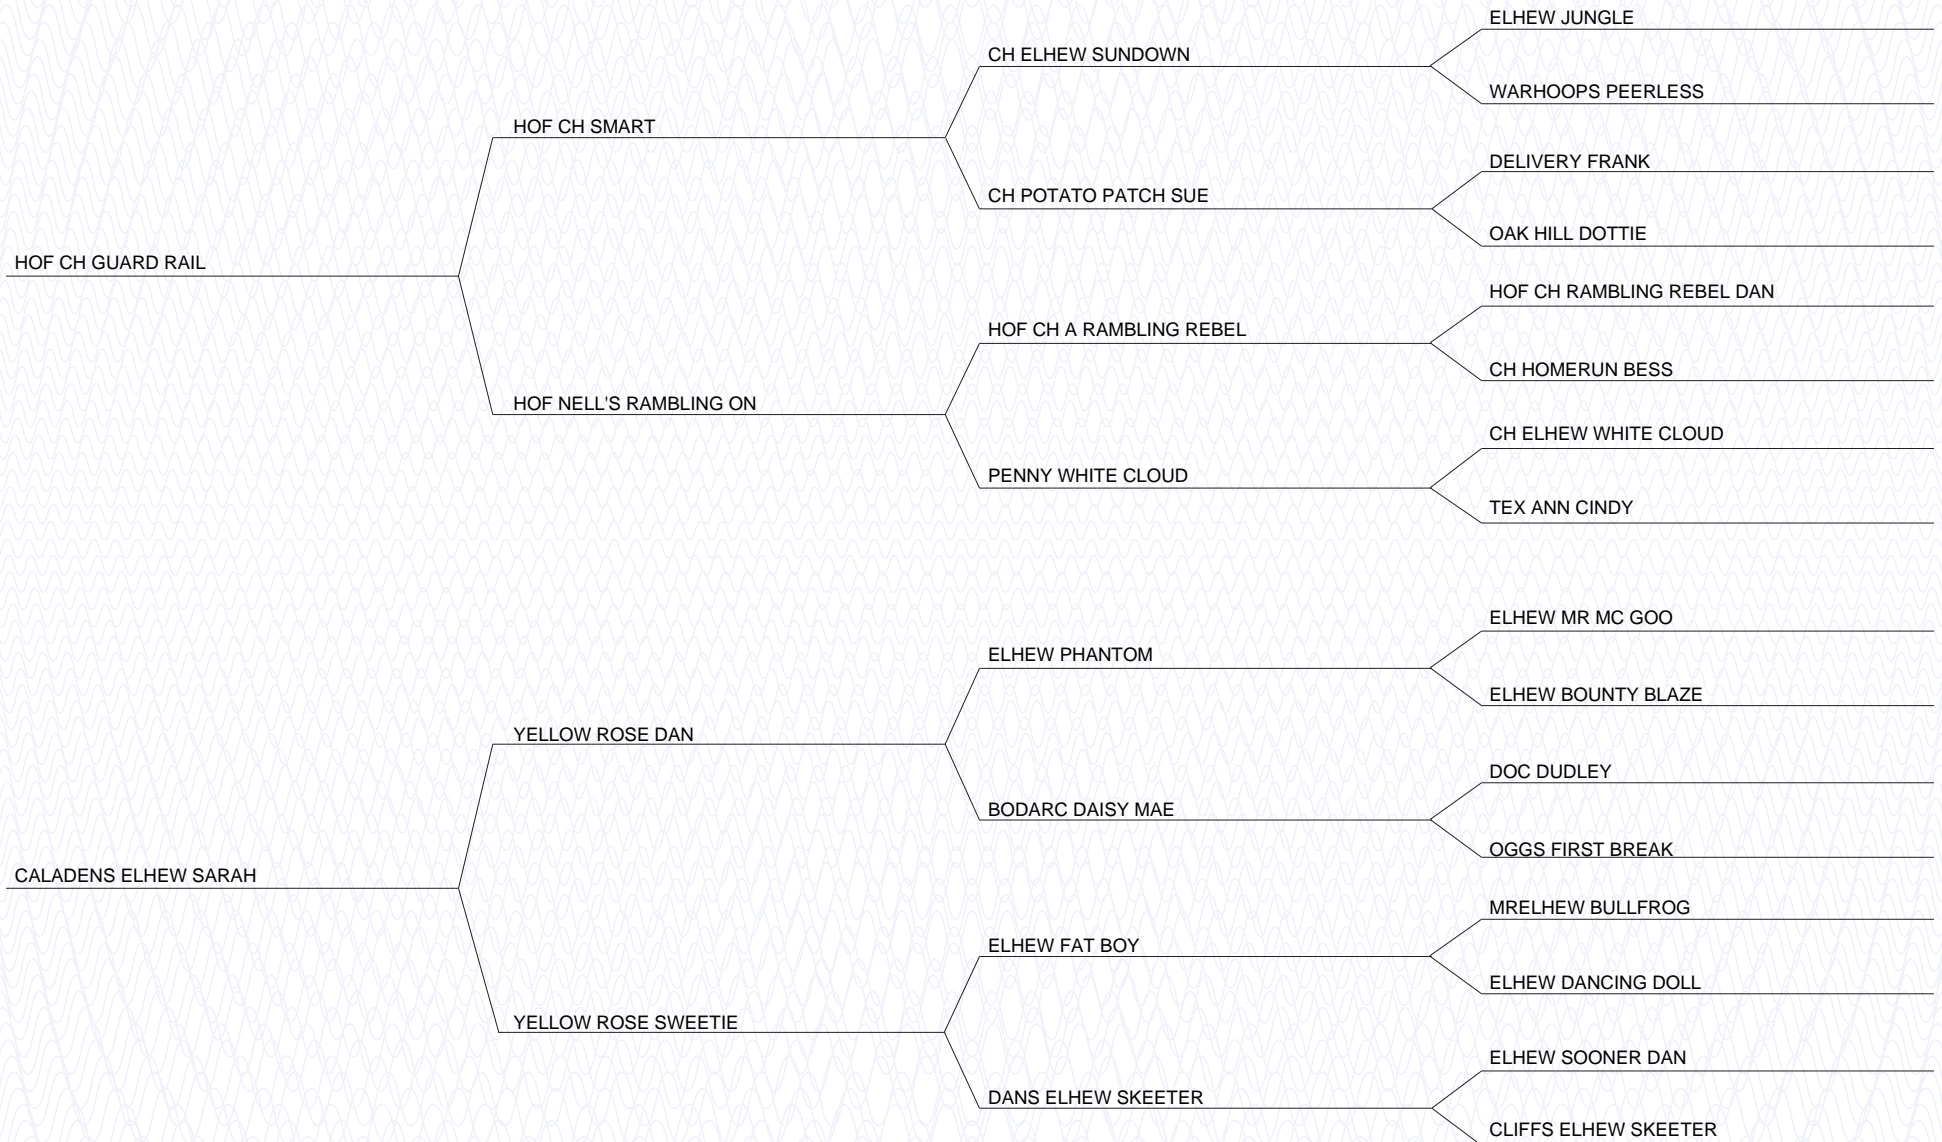 ELHEW JUNGLE
CH ELHEW SUNDOWN
WARHOOPS PEERLESS
HOF CH SMART
DELIVERY FRANK
CH POTATO PATCH SUE
OAK HILL DOTTIE
HOF CH GUARD RAIL
HOF CH RAMBLING REBEL DAN
HOF CH A RAMBLING REBEL
CH HOMERUN BESS
HOF NELL'S RAMBLING ON
CH ELHEW WHITE CLOUD
PENNY WHITE CLOUD
TEX ANN CINDY
ELHEW MR MC GOO
ELHEW PHANTOM
ELHEW BOUNTY BLAZE
YELLOW ROSE DAN
DOC DUDLEY
BODARC DAISY MAE
OGGS FIRST BREAK
CALADENS ELHEW SARAH
MRELHEW BULLFROG
ELHEW FAT BOY
ELHEW DANCING DOLL
YELLOW ROSE SWEETIE
ELHEW SOONER DAN
DANS ELHEW SKEETER
CLIFFS ELHEW SKEETER